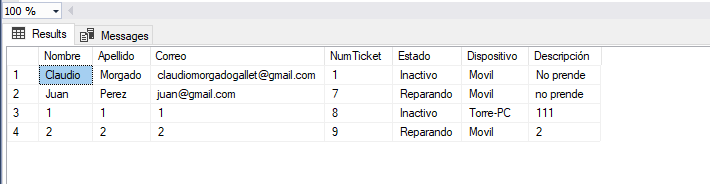 100 %
Results Messages
Nombre Apellido Correo NumTicket Estado Dispositivo Descripción
1 Claudio Morgado claudiomorgadogallet@gmail.com 1 Inactivo Movil No prende
2 Juan Perez juan@gmail.com 7 Reparando Movil no prende
3 1 1 1 8 Inactivo Torre-PC 111
4 2 2 2 9 Reparando Movil 2